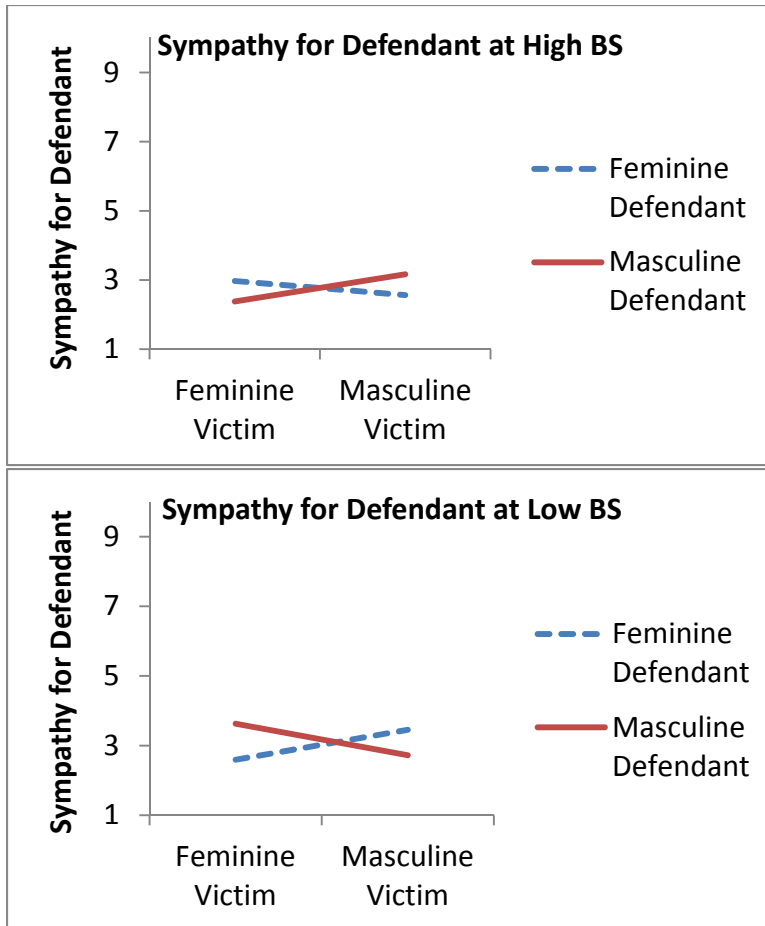 Sympathy for Defendant at High BS
Sympathy for Defendant
9
7
5
3
1
Feminine
Victim
Masculine
Victim
Feminine
Defendant
Masculine
Defendant
Sympathy for Defendant at Low BS
Sympathy for Defendant
9
7
5
3
1
Feminine
Victim
Masculine
Victim
Feminine
Defendant
Masculine
Defendant